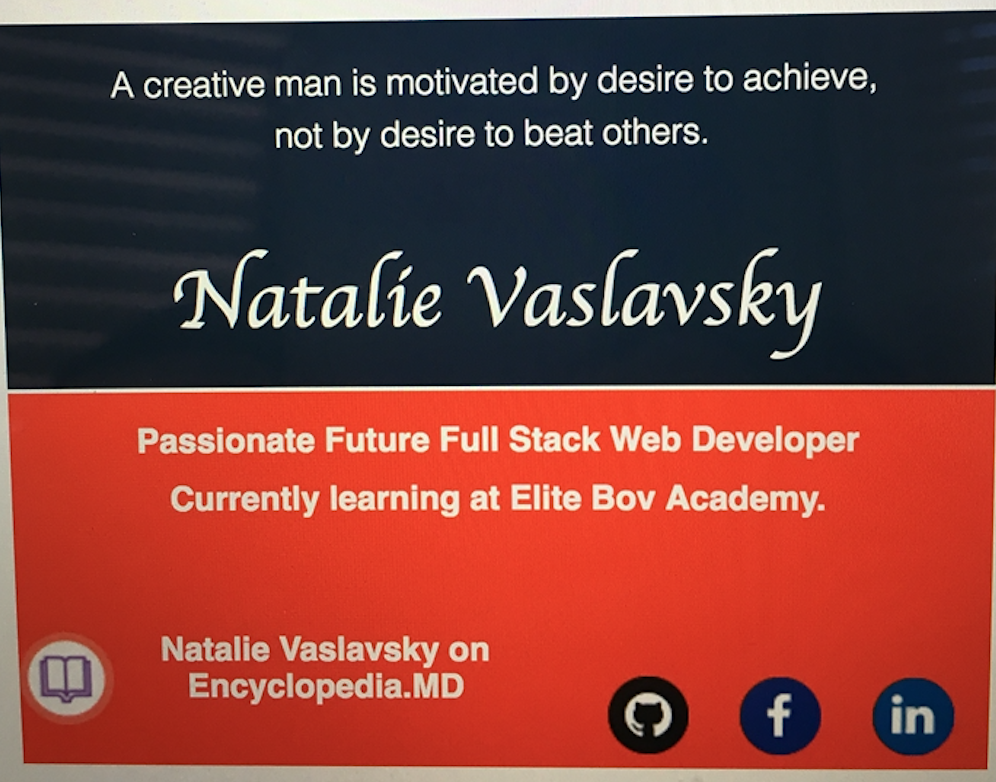 A creative man is motivated by desire to achieve,
not by desire to beat others.
Natalie Vaslavsky
Passionate Future Full Stack Web Developer
Currently learning at Elite Bov Academy.
Natalie Vaslavsky on
Encyclopedia.MD
f
in